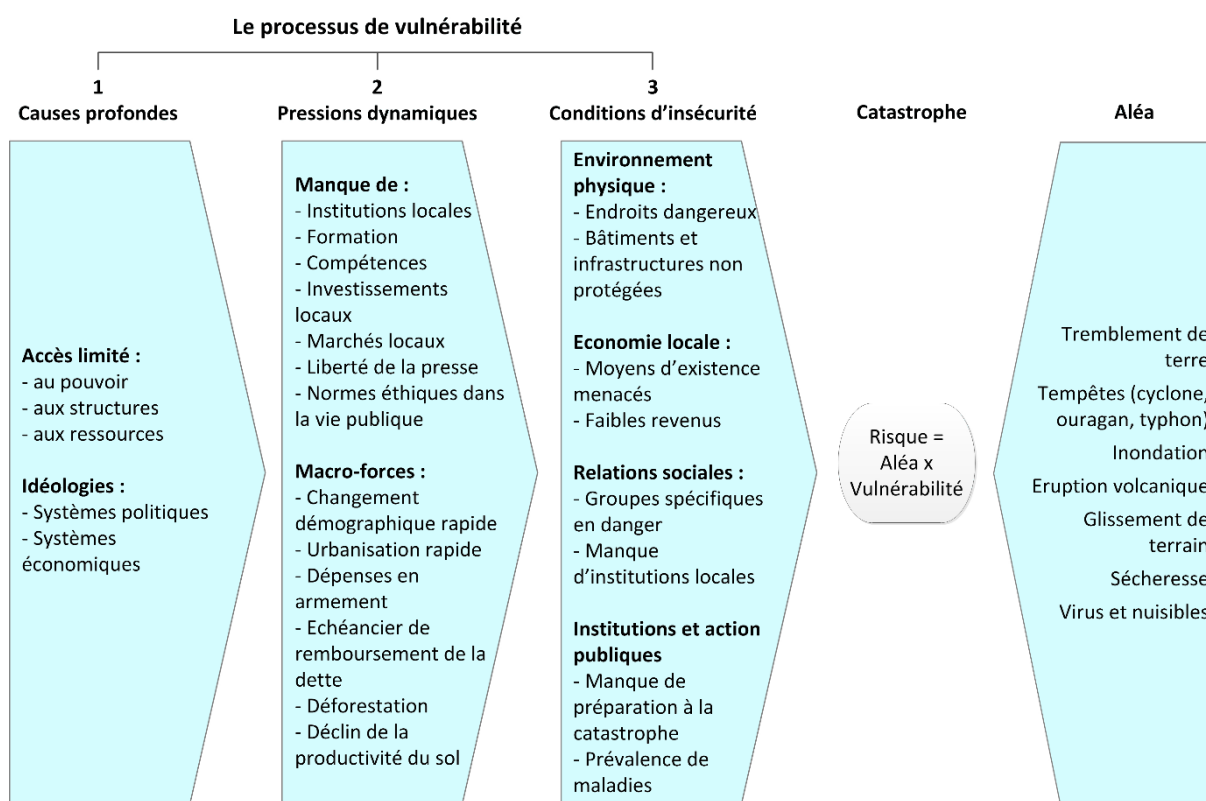 Le processus de vulnérabilité
1
Causes profondes
2
Pressions dynamiques
3
Conditions d’insécurité
Catastrophe
Aléa
Accès limité :
- au pouvoir
- aux structures
- aux ressources
Idéologies :
- Systèmes politiques
- Systèmes
économiques
Manque de :
- Institutions locales
- Formation
- Compétences
- Investissements
locaux
- Marchés locaux
- Liberté de la presse
- Normes éthiques dans
la vie publique
Macro-forces :
- Changement
démographique rapide
- Urbanisation rapide
- Dépenses en
armement
- Echéancier de
remboursement de la
dette
- Déforestation
- Déclin de la
productivité du sol
Environnement
physique :
- Endroits dangereux
- Bâtiments et
infrastructures non
protégées
Economie locale :
- Moyens d’existence
menacés
- Faibles revenus
Relations sociales :
- Groupes spécifiques
en danger
- Manque
d’institutions locales
Institutions et action
publiques
- Manque de
préparation à la
catastrophe
- Prévalence de
maladies
Risque =
Aléa x
Vulnérabilité
Tremblement de
terre
Tempêtes (cyclone,
ouragan, typhon)
Inondation
Eruption volcanique
Glissement de
terrain
Sécheresse
Virus et nuisibles